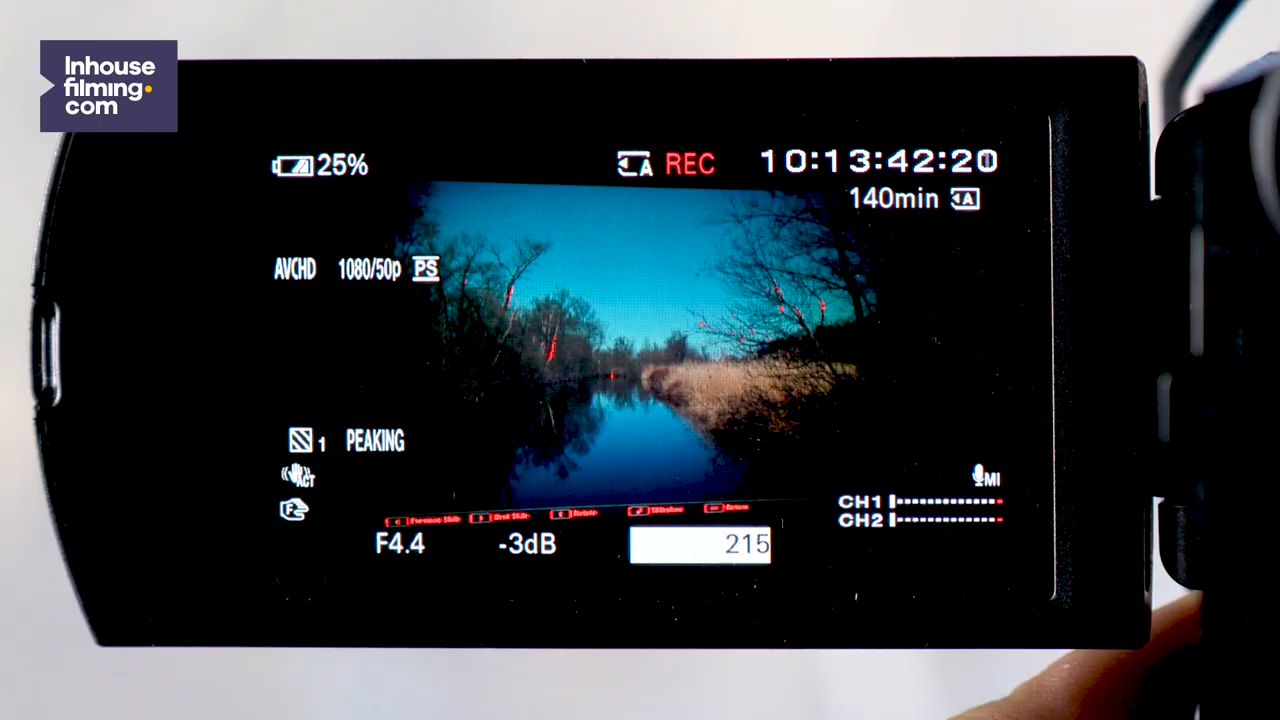 Inhouse
filming.
com
25%
A REC 10:13:42:20
140min A
AVCHD 1080/50p PS
1 PEAKING
ACT
F
MI
CH1
CH2
F4.4 -3dB 215